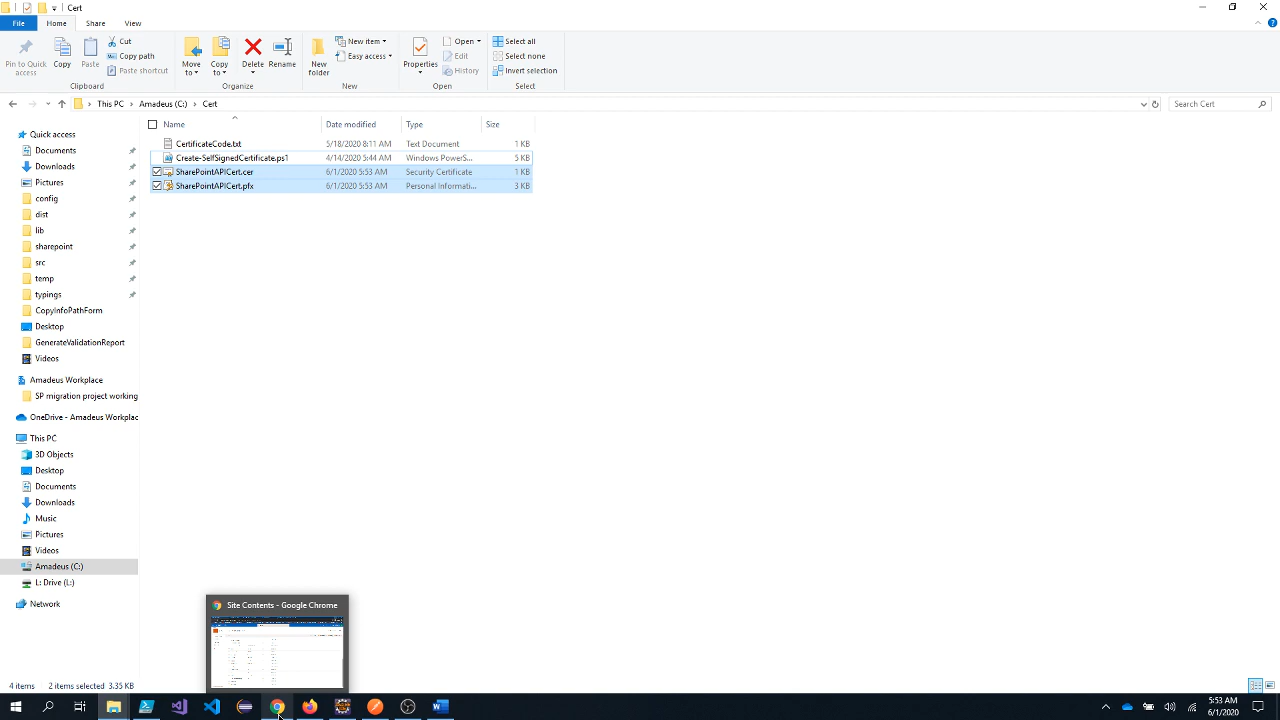 Cert
File
Home
Share
View
Pin to Quick access
Copy
Paste
Cut
Copy path
Paste shortcut
Clipboard
Move to
Copy to
Delete
Rename
Organize
New folder
New item
Easy access
New
Properties
Open
Edit
History
Open
Select all
Select none
Invert selection
Select
This PC
Amadeus (C:)
Cert
Search Cert
Name
Date modified
Type
Size
CertificateCode.txt 5/18/2020 8:11 AM Text Document 1 KB
Create-SelfSignedCertificate.ps1 4/14/2020 5:44 AM Windows PowerS... 5 KB
SharePointAPICert.cer 6/1/2020 5:53 AM Security Certificate 1 KB
SharePointAPICert.pfx 6/1/2020 5:53 AM Personal Informati... 3 KB
Quick access
Documents
Downloads
Pictures
config
dist
lib
sharepoint
src
temp
typings
CopyInfoPathForm
Desktop
GenerateValidationReport
Videos
Amadeus Workplace
SP migration project working
OneDrive - Amadeus Workplac
This PC
3D Objects
Desktop
Documents
Downloads
Music
Pictures
Videos
Amadeus (C:)
L: Drive (L:)
Network
Site Contents - Google Chrome
4 items 2 items selected 3.35 KB
5:53 AM
6/1/2020